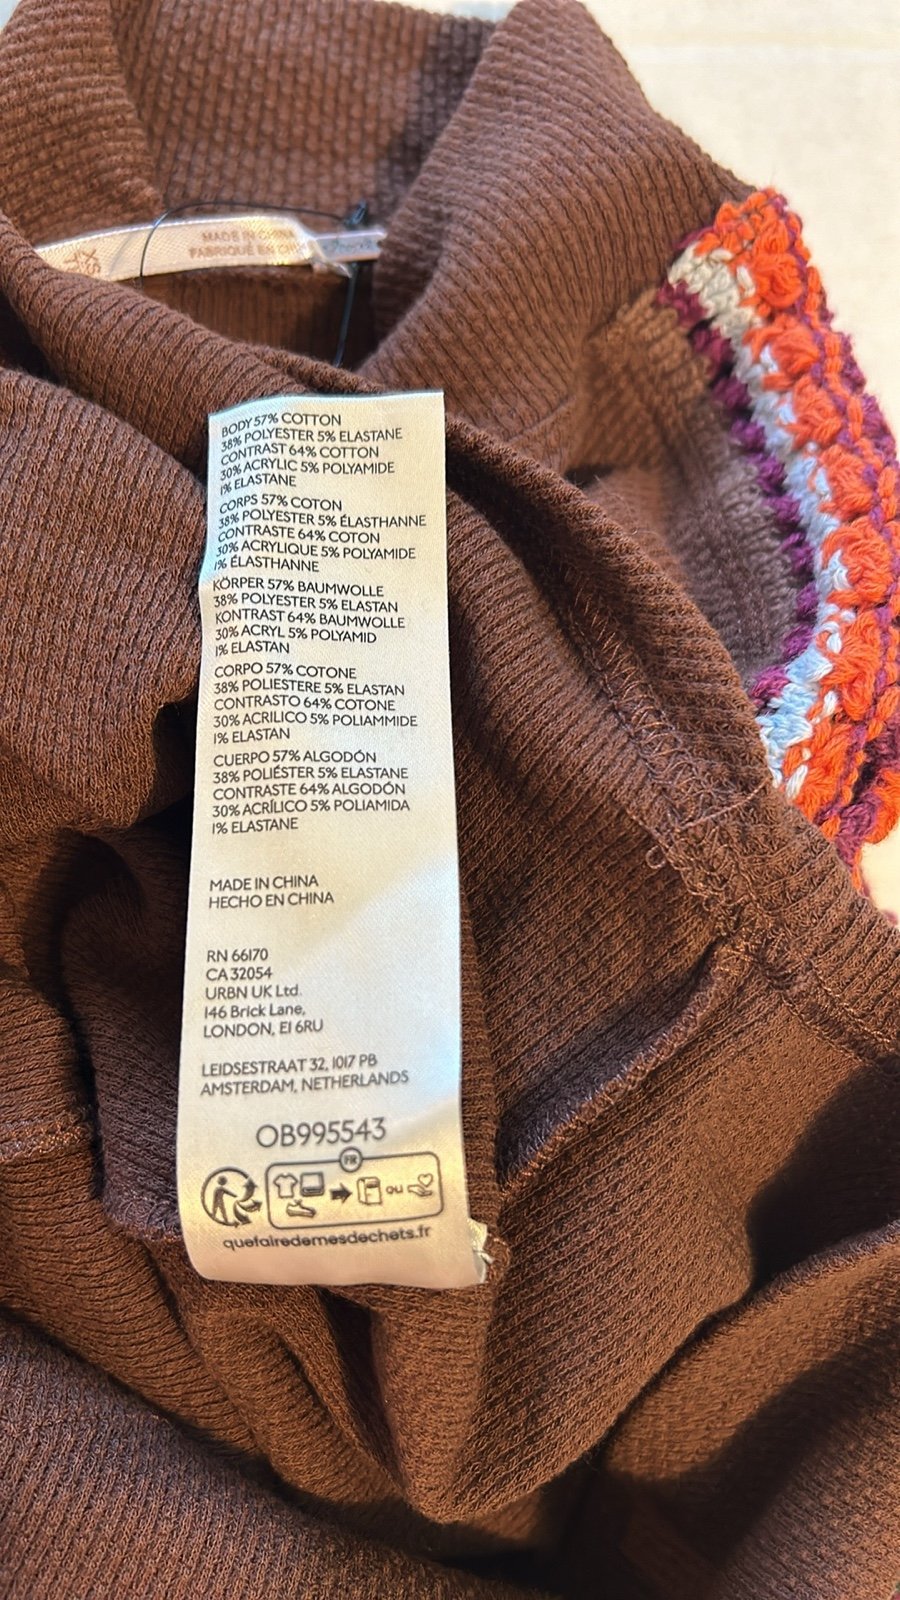 MADE IN CHINA
FABRIQUÉ EN CHINE
XS
BODY 57% COTTON
38% POLYESTER 5% ELASTANE
CONTRAST 64% COTTON
30% ACRYLIC 5% POLYAMIDE
1% ELASTANE
CORPS 57% COTON
38% POLYESTER 5% ÉLASTHANNE
CONTRASTE 64% COTON
30% ACRYLIQUE 5% POLYAMIDE
1% ÉLASTHANNE
KÖRPER 57% BAUMWOLLE
38% POLYESTER 5% ELASTAN
KONTRAST 64% BAUMWOLLE
30% ACRYL 5% POLYAMID
1% ELASTAN
CORPO 57% COTONE
38% POLIESTERE 5% ELASTAN
CONTRASTO 64% COTONE
30% ACRILICO 5% POLIAMMIDE
1% ELASTAN
CUERPO 57% ALGODÓN
38% POLIÉSTER 5% ELASTANE
CONTRASTE 64% ALGODÓN
30% ACRÍLICO 5% POLIAMIDA
1% ELASTANE
MADE IN CHINA
HECHO EN CHINA
RN 66170
CA 32054
URBN UK Ltd.
146 Brick Lane,
LONDON, E1 6RU
LEIDSESTRAAT 32, 1017 PB
AMSTERDAM, NETHERLANDS
OB995543
FR
ou
quefairedemesdechets.fr